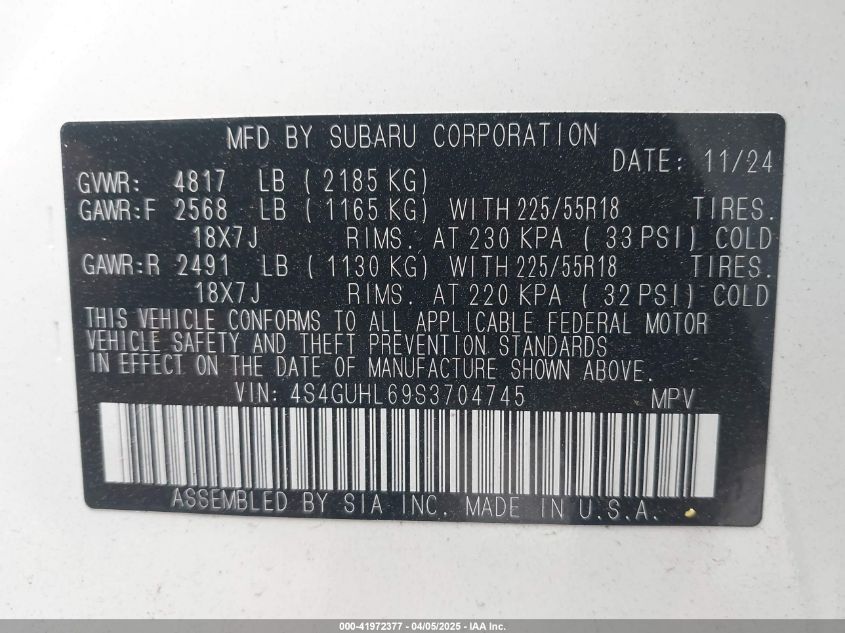 MFD BY SUBARU CORPORATION
DATE: 11/24
GVWR: 4817 LB ( 2185 KG)
GAWR:F 2568 LB ( 1165 KG) WITH 225/55R18 TIRES.
18X7J RIMS. AT 230 KPA ( 33 PSI) COLD
GAWR:R 2491 LB ( 1130 KG) WITH 225/55R18 TIRES.
18X7J RIMS. AT 220 KPA ( 32 PSI) COLD
THIS VEHICLE CONFORMS TO ALL APPLICABLE FEDERAL MOTOR
VEHICLE SAFETY AND THEFT PREVENTION STANDARDS
IN EFFECT ON THE DATE OF MANUFACTURE SHOWN ABOVE.
VIN: 4S4GUHL69S3704745 MPV
ASSEMBLED BY SIA INC. MADE IN U.S.A.
000-41972377 - 04/05/2025 - IAA Inc.